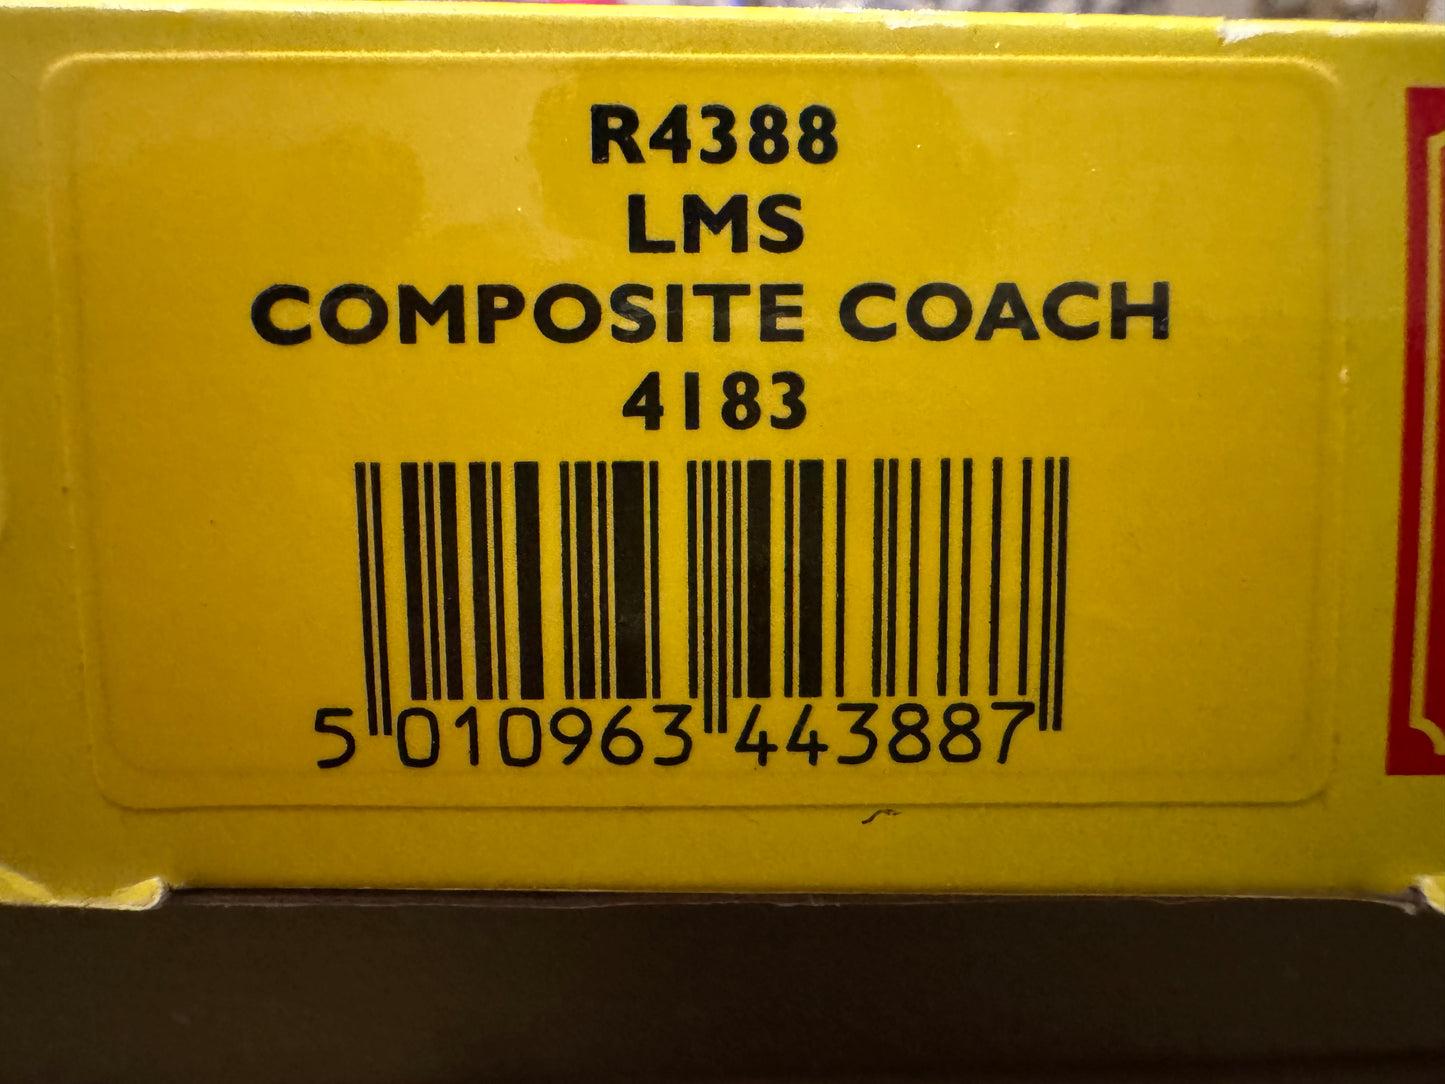 R4388
LMS
COMPOSITE COACH
4183
5 010963 443887